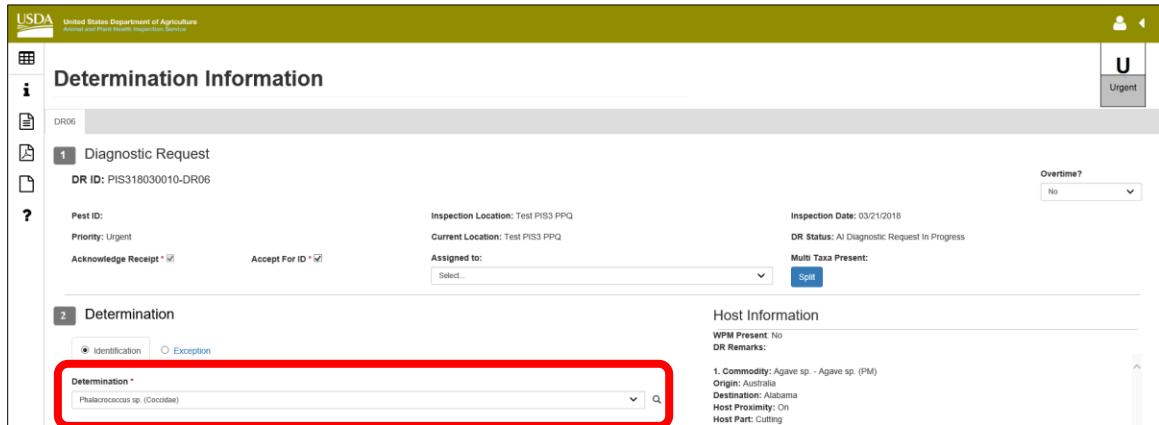 USDA United States Department of Agriculture
Animal and Plant Health Inspection Service
Determination Information
U
Urgent
DR06
1 Diagnostic Request
DR ID: PIS318030010-DR06
Overtime?
No
Pest ID: Inspection Location: Test PIS3 PPQ Inspection Date: 03/21/2018
Priority: Urgent Current Location: Test PIS3 PPQ DR Status: AI Diagnostic Request In Progress
Acknowledge Receipt * Accept For ID * Assigned to: Multi Taxa Present:
Select... Split
2 Determination
Host Information
WPM Present: No
DR Remarks:
Identification Exception
Determination *
Phalacrococcus sp. (Coccidae)
1. Commodity: Agave sp. - Agave sp. (PM)
Origin: Australia
Destination: Alabama
Host Proximity: On
Host Part: Cutting